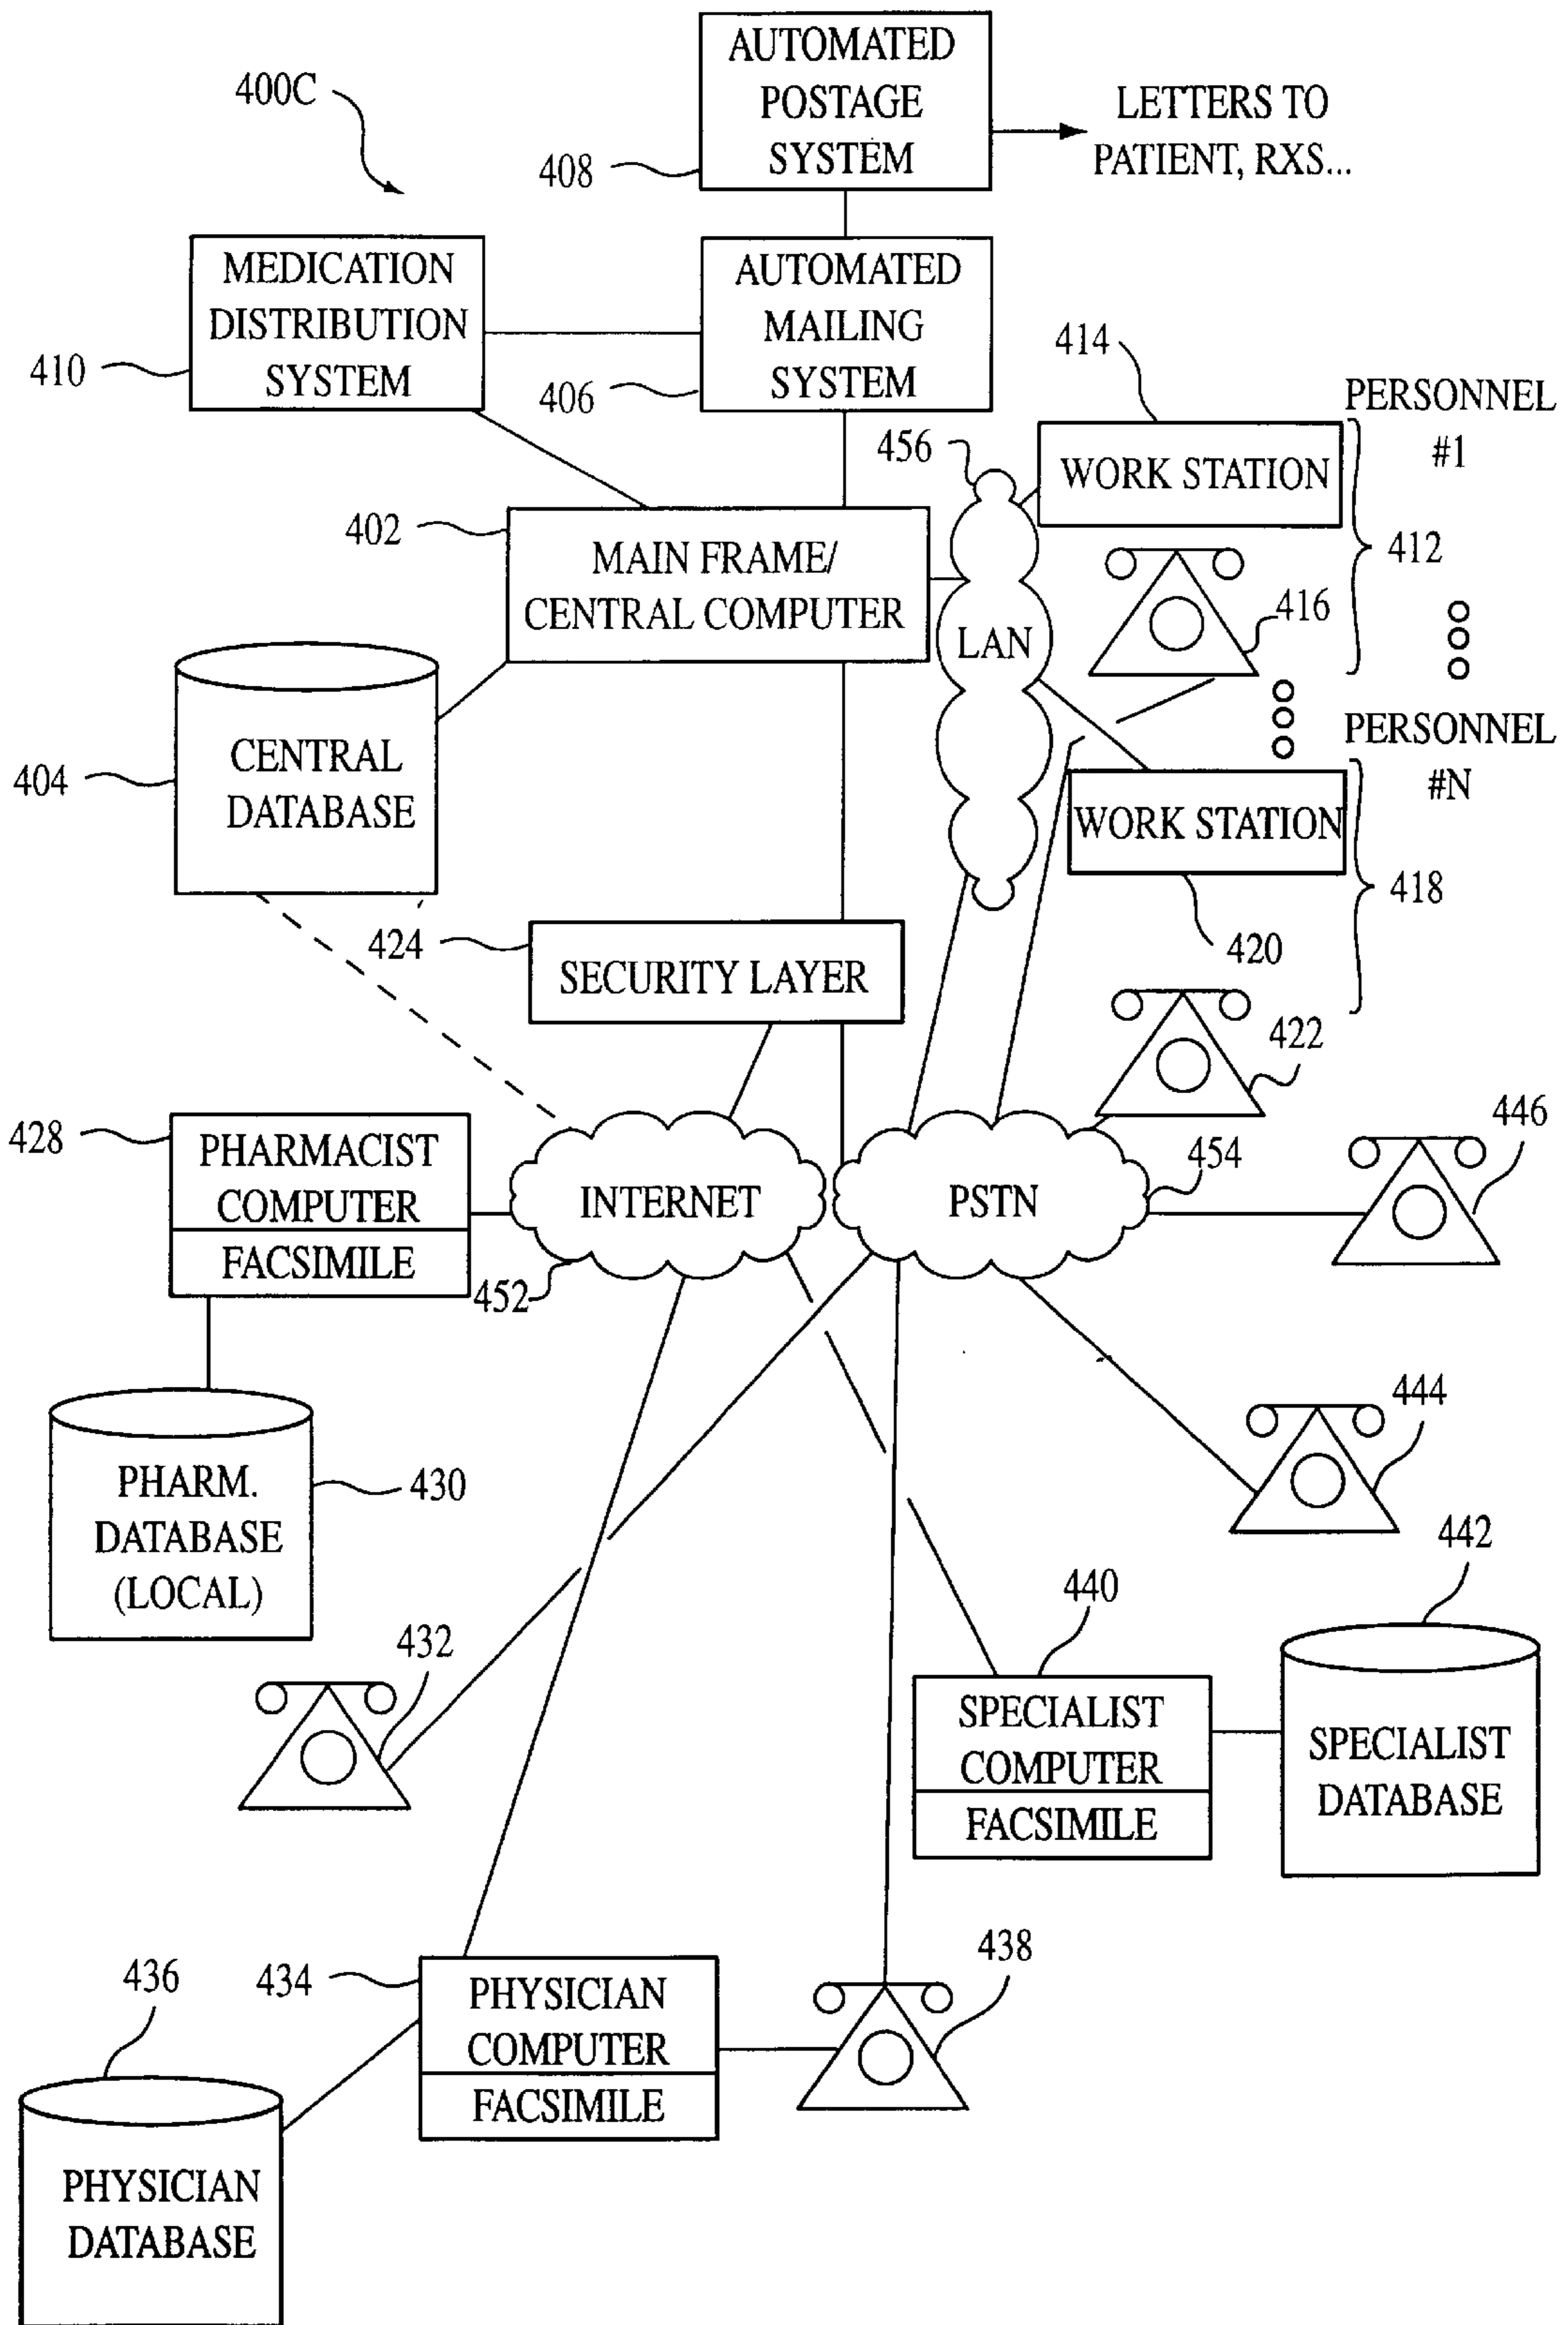 AUTOMATED
POSTAGE
SYSTEM
400C
408
LETTERS TO
PATIENT, RXS...
MEDICATION
DISTRIBUTION
SYSTEM
410
AUTOMATED
MAILING
SYSTEM
406
414
PERSONNEL
#1
456
WORK STATION
412
402
MAIN FRAME/
CENTRAL COMPUTER
LAN
416
404
CENTRAL
DATABASE
PERSONNEL
#N
WORK STATION
418
424
SECURITY LAYER
420
422
428
PHARMACIST
COMPUTER
FACSIMILE
INTERNET
452
PSTN
454
446
PHARM.
DATABASE
(LOCAL)
430
444
442
432
440
SPECIALIST
COMPUTER
FACSIMILE
SPECIALIST
DATABASE
436
434
PHYSICIAN
COMPUTER
FACSIMILE
438
PHYSICIAN
DATABASE